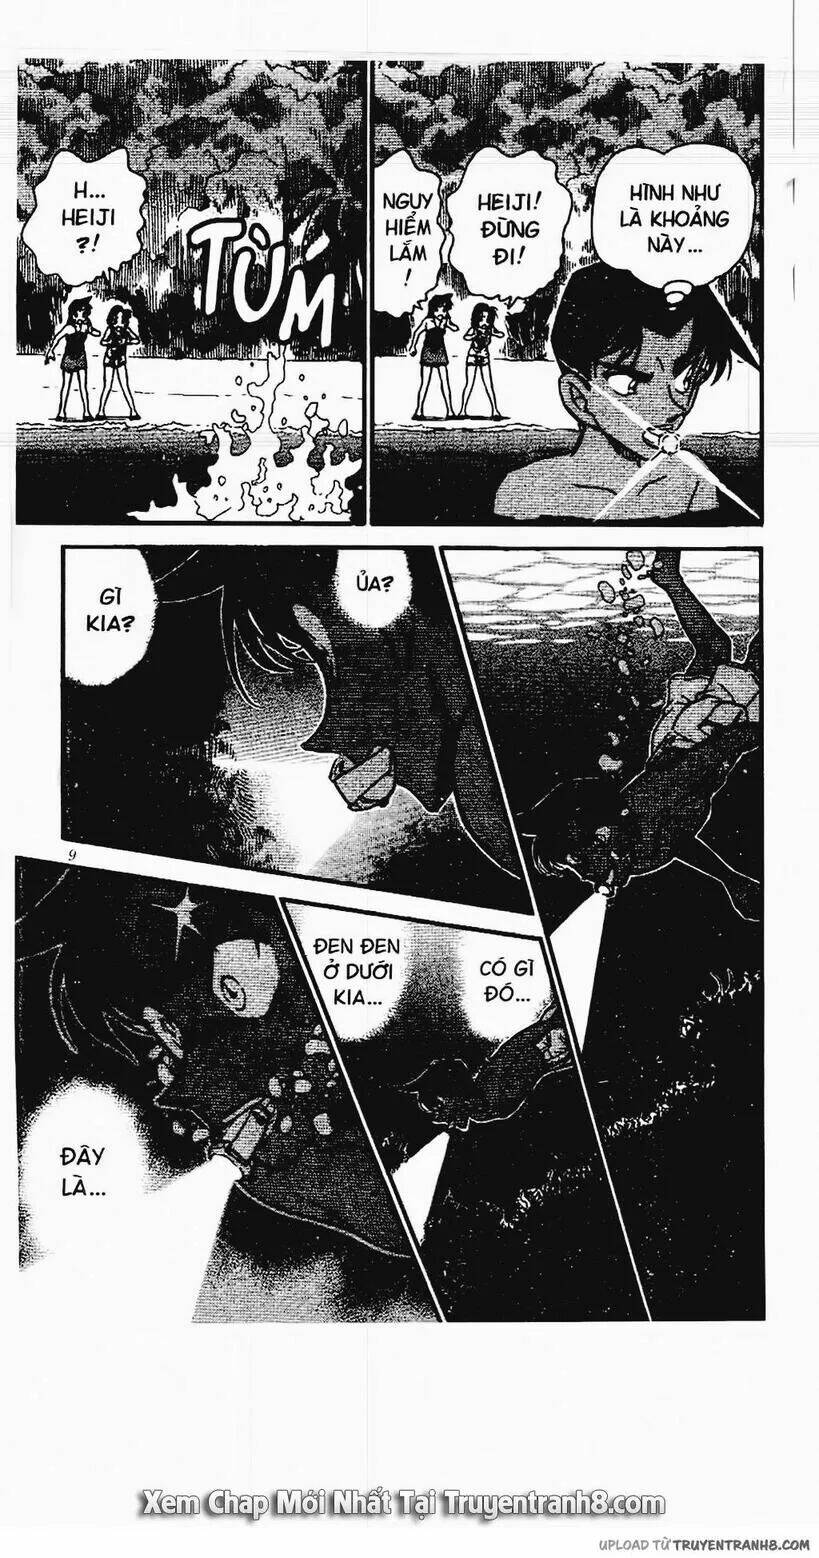 HÌNH NHƯ
LÀ KHOẢNG
NÀY...
HEIJI!
ĐỪNG
ĐI!
NGUY
HIỂM
LẮM
!
H...
HEIJI
?!
TÙM
ỦA?
GÌ
KIA?
9
CÓ GÌ
ĐÓ...
ĐEN ĐEN
Ở DƯỚI
KIA...
ĐÂY
LÀ...
Xem Chap Mới Nhất Tại Truyentranh8.com
UPLOAD TỪ TRUYENTRANH8.COM